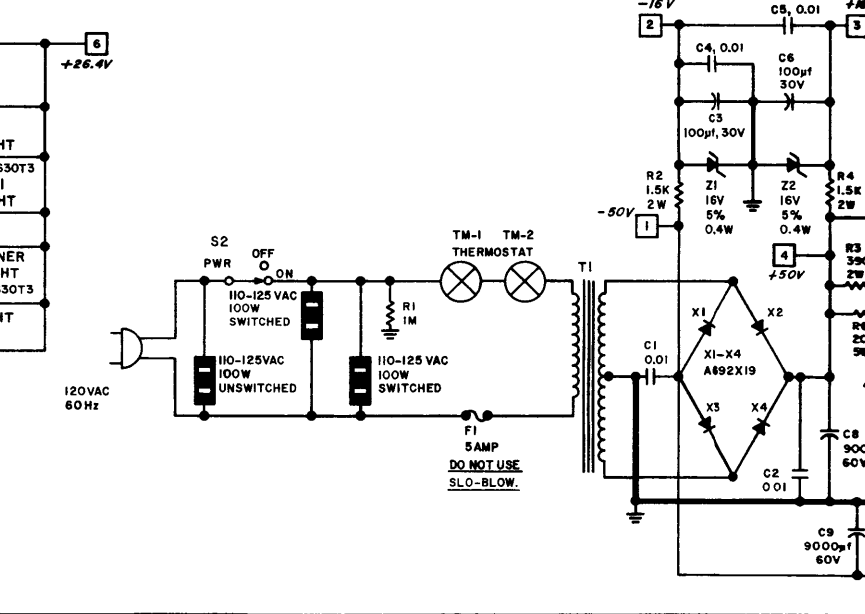 -16V
C5, 0.01
2
3
6
+26.4V
C4, 0.01
C6
100µf
30V
C3
100µf, 30V
HT
S30T3
HT
R2
1.5K
2W
Z1
16V
5%
0.4W
Z2
16V
5%
0.4W
R4
1.5K
2W
-50V
1
4
+50V
R3
390
2W
NER
HT
30T3
HT
S2
PWR
OFF
ON
TM-1
TM-2
THERMOSTAT
T1
110-125 VAC
100W
SWITCHED
R1
1M
X1
X2
C1
0.01
X1-X4
A692X19
110-125VAC
100W
UNSWITCHED
110-125 VAC
100W
SWITCHED
120VAC
60Hz
X3
X4
F1
5AMP
DO NOT USE
SLO-BLOW.
C2
0.01
C8
60V
C9
9000µf
60V